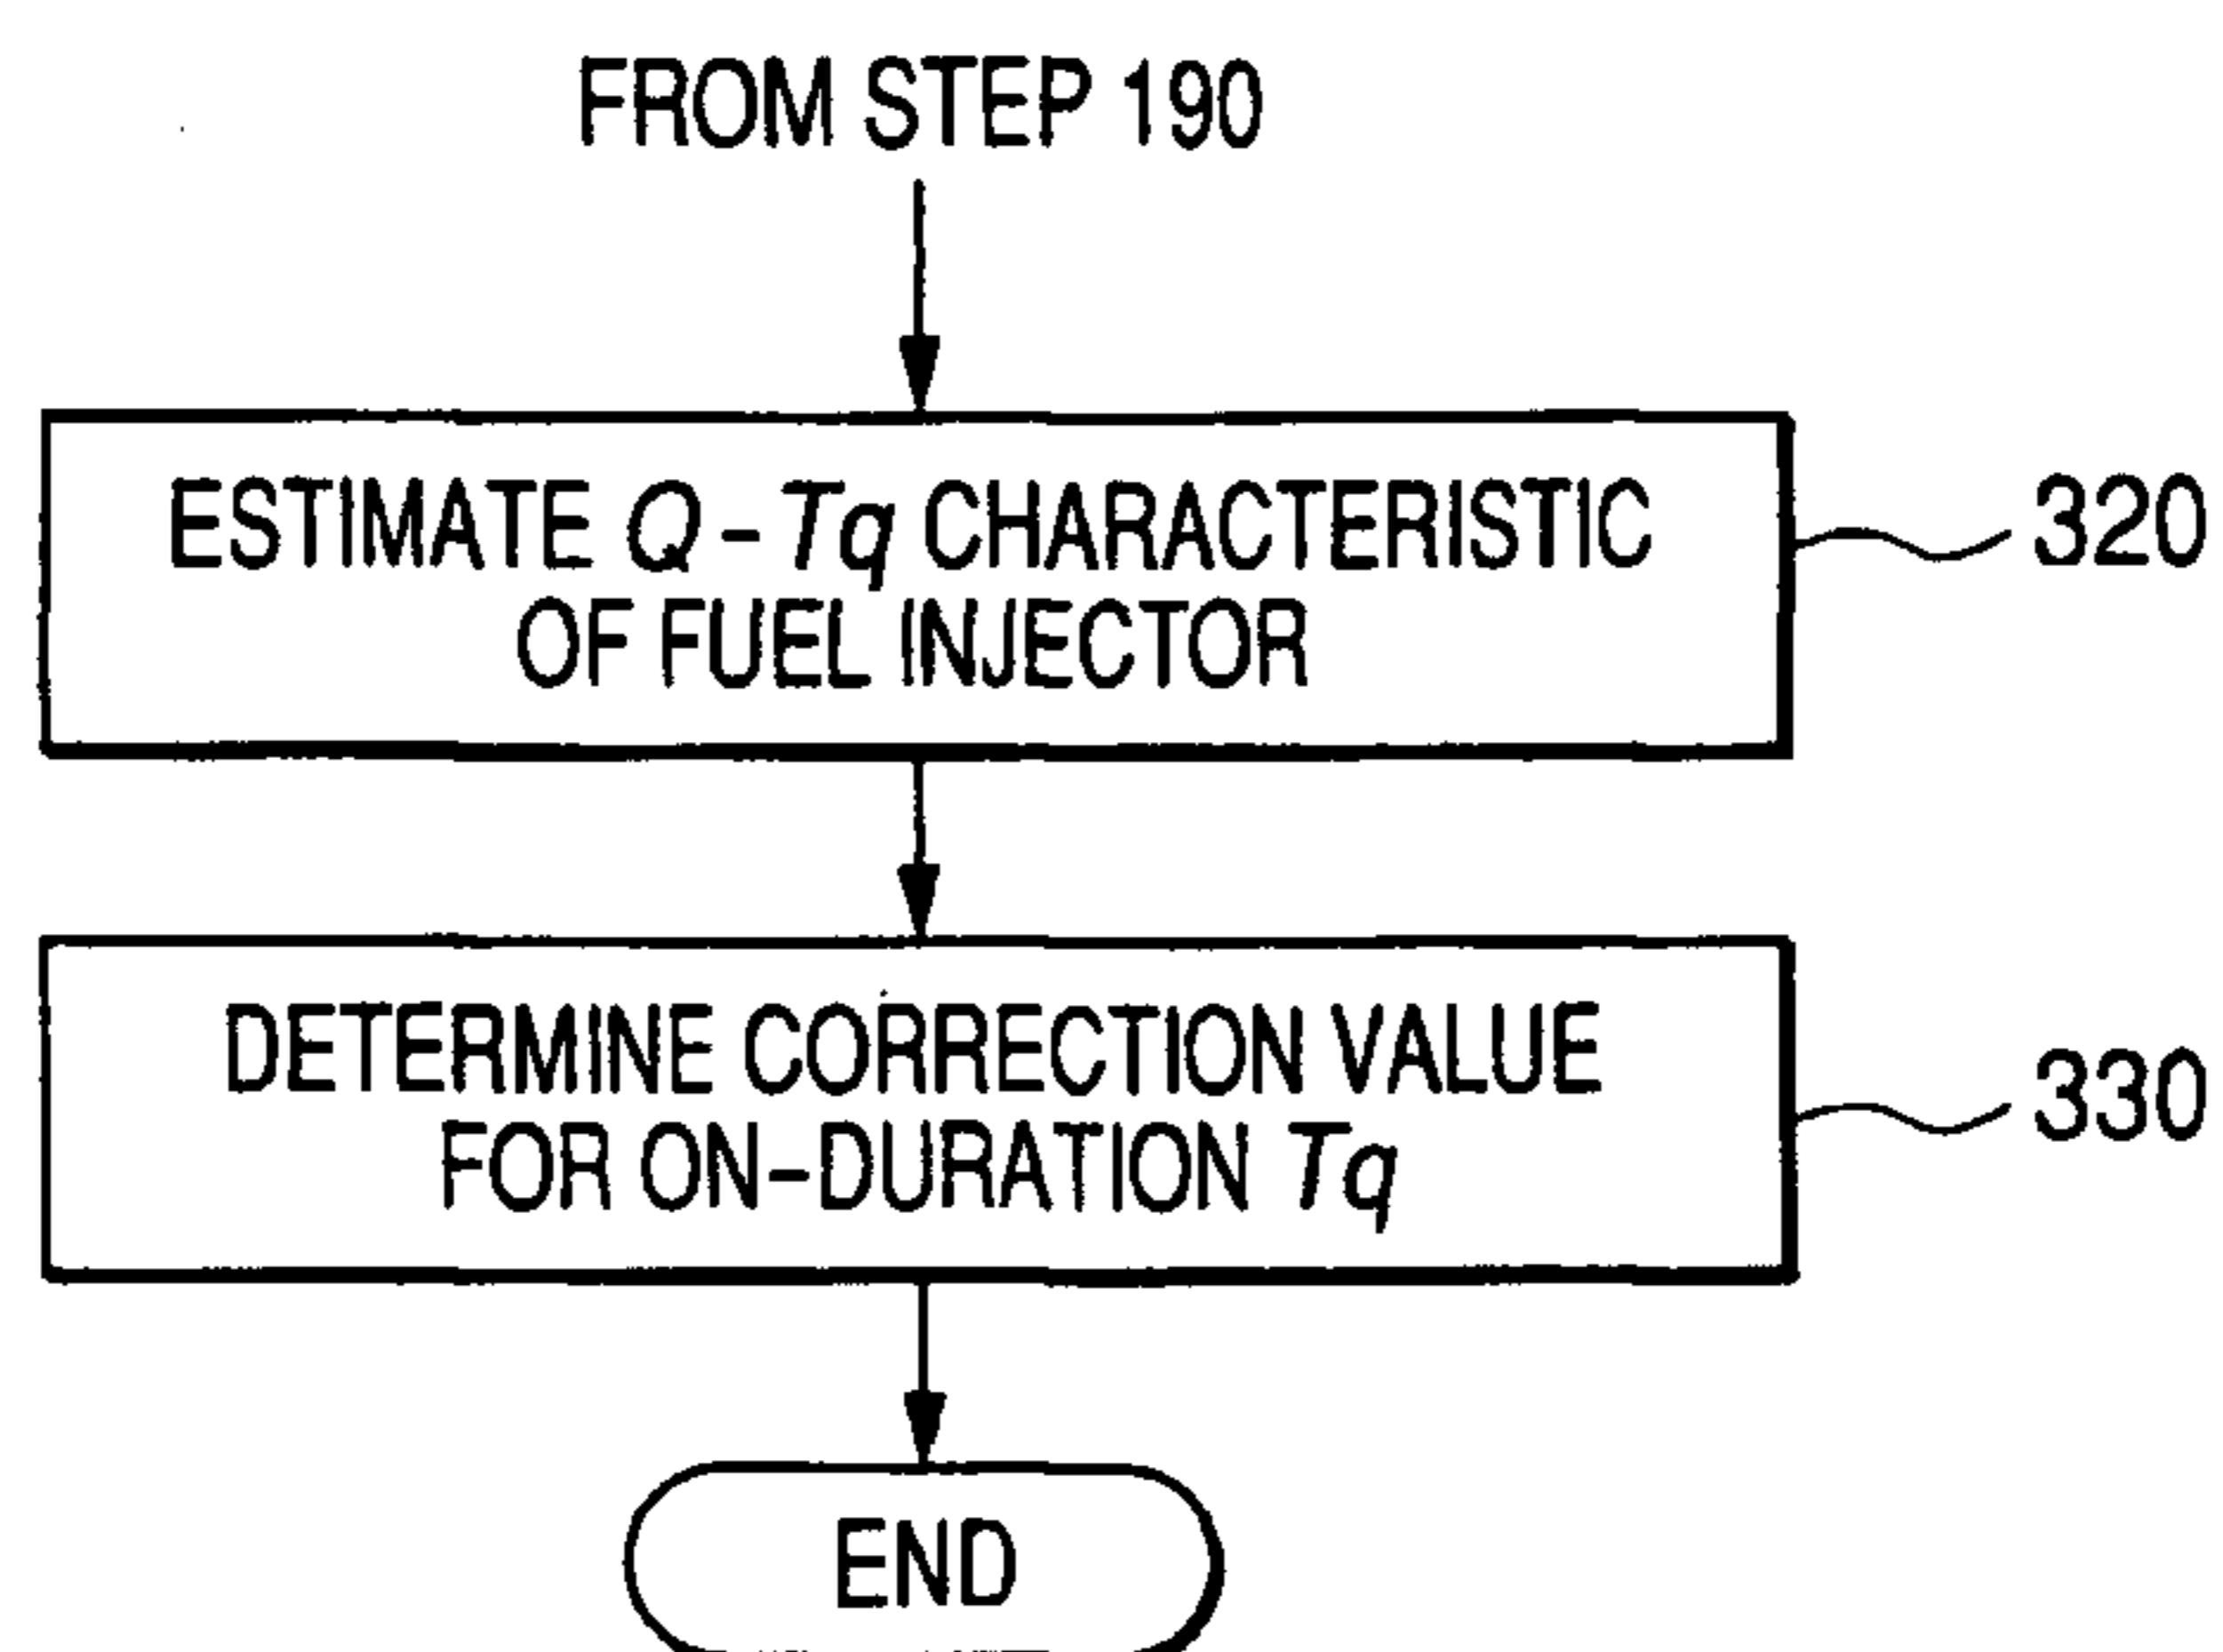 FROM STEP 190
ESTIMATE Q-Tq CHARACTERISTIC
OF FUEL INJECTOR
320
DETERMINE CORRECTION VALUE
FOR ON-DURATION Tq
330
END